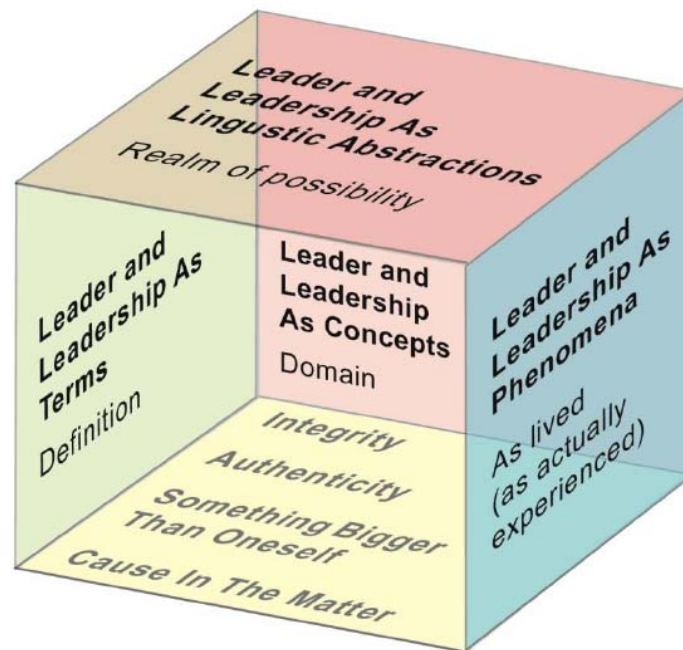 Leader and
Leadership As
Lingustic Abstractions
Realm of possibility
Leader and
Leadership As
Terms
Definition
Leader and
Leadership
As Concepts
Domain
Leader and
Leadership As
Phenomena
As lived
(as actually
experienced)
Integrity
Authenticity
Something Bigger
Than Oneself
Cause In The Matter